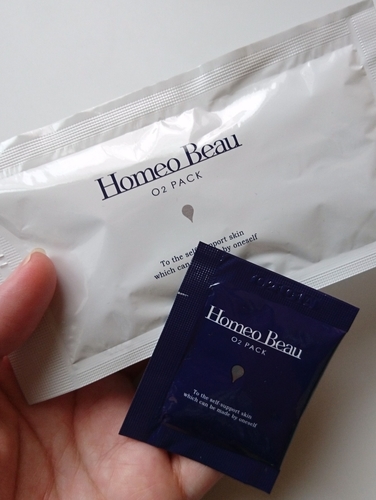 Homeo Beau
O2 PACK
To the self-support skin
which can by oneself
Homeo Beau
O2 PACK
To the self-support skin
which can be made by oneself